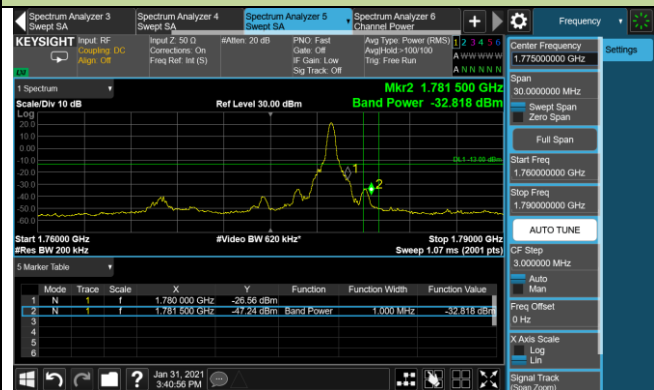 Spectrum Analyzer 3 Spectrum Analyzer 4 Spectrum Analyzer 5 Spectrum Analyzer 6
Swept SA Swept SA Swept SA Channel Power
Frequency
KEYSIGHT Input: RF Input Z: 50 Ω #Atten: 20 dB PNO: Fast Avg Type: Power (RMS) 1 2 3 4 5 6
Coupling: DC Corrections: On Gate: Off Avg|Hold:>100/100 A W W W W W
Align: Off Freq Ref: Int (S) IF Gain: Low Trig: Free Run
Sig Track: Off A N N N N N
1 Spectrum
Mkr2 1.781 500 GHz
Scale/Div 10 dB Ref Level 30.00 dBm Band Power -32.818 dBm
Log
20.0
10.0
0.00
-10.0
DL1 -13.00 dBm
-20.0
-30.0
-40.0
-50.0
-60.0
1
2
Start 1.76000 GHz #Video BW 620 kHz* Stop 1.79000 GHz
#Res BW 200 kHz Sweep 1.07 ms (2001 pts)
5 Marker Table
Mode Trace Scale X Y Function Function Width Function Value
1 N 1 f 1.780 000 GHz -26.56 dBm
2 N 1 f 1.781 500 GHz -47.24 dBm Band Power 1.000 MHz -32.818 dBm
3
4
5
6
Jan 31, 2021
3:40:56 PM
Center Frequency
1.775000000 GHz
Settings
Span
30.0000000 MHz
Swept Span
Zero Span
Full Span
Start Freq
1.760000000 GHz
Stop Freq
1.790000000 GHz
AUTO TUNE
CF Step
3.000000 MHz
Auto
Man
Freq Offset
0 Hz
X Axis Scale
Log
Lin
Signal Track
(Span Zoom)